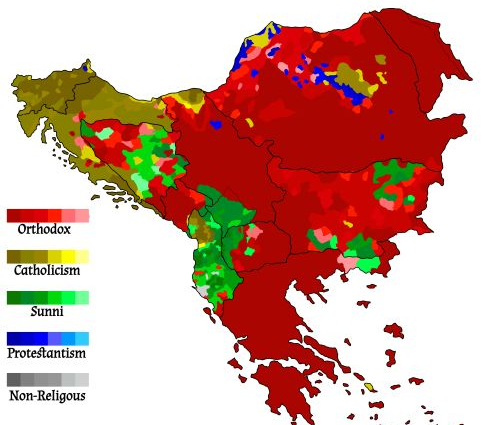 Orthodox
Catholicism
Sunni
Protestantism
Non-Religous